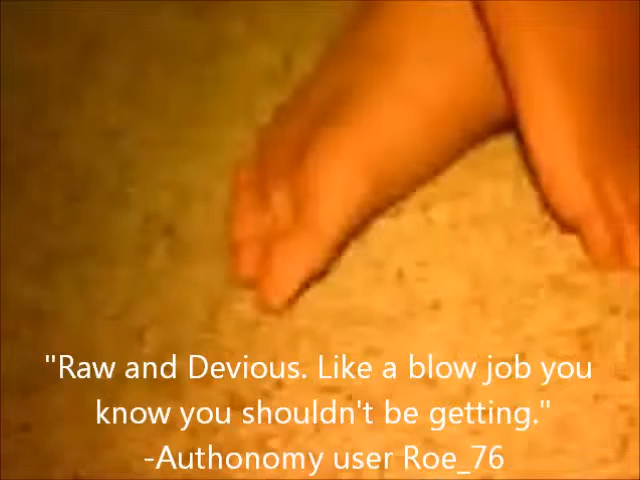 "Raw and Devious. Like a blow job you
know you shouldn't be getting."
-Authonomy user Roe_76